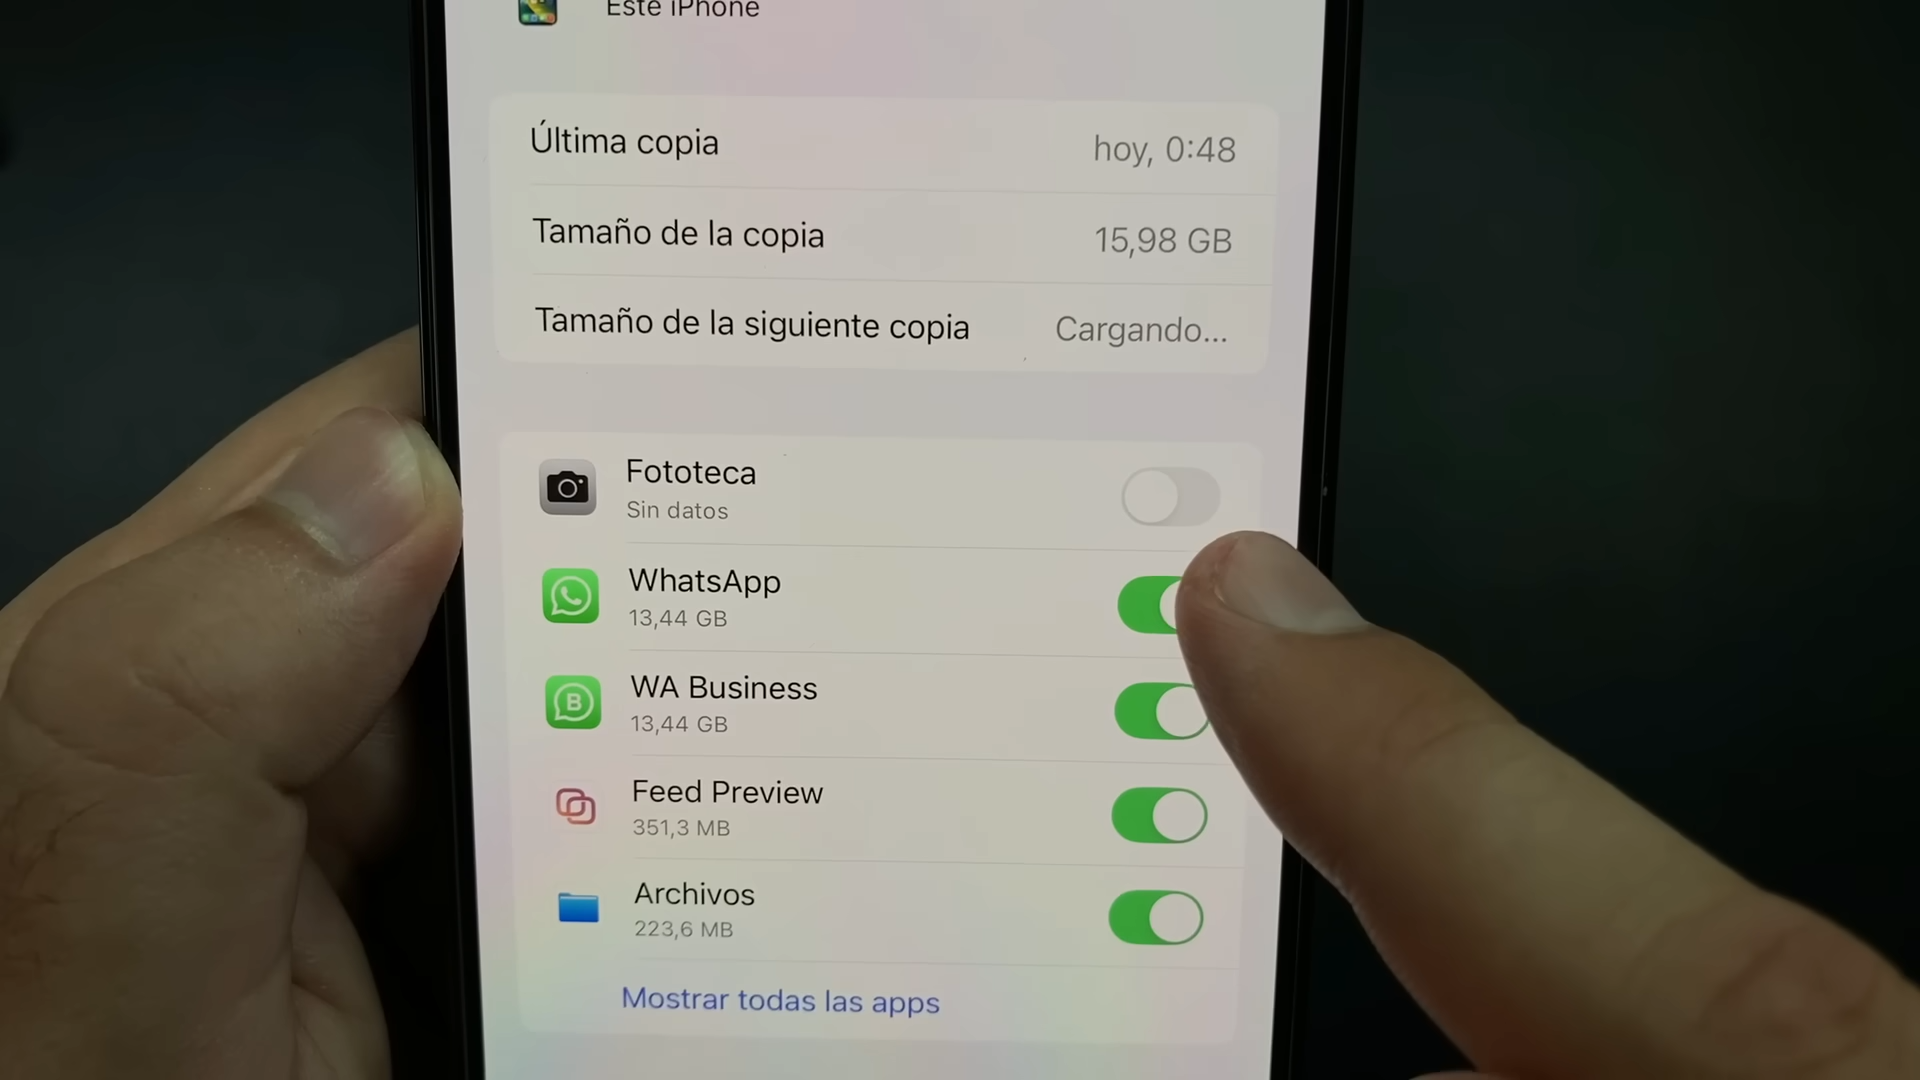 Este iPhone
Última copia
hoy, 0:48
Tamaño de la copia
15,98 GB
Tamaño de la siguiente copia
Cargando...
Fototeca
Sin datos
WhatsApp
13,44 GB
WA Business
13,44 GB
Feed Preview
351,3 MB
Archivos
223,6 MB
Mostrar todas las apps